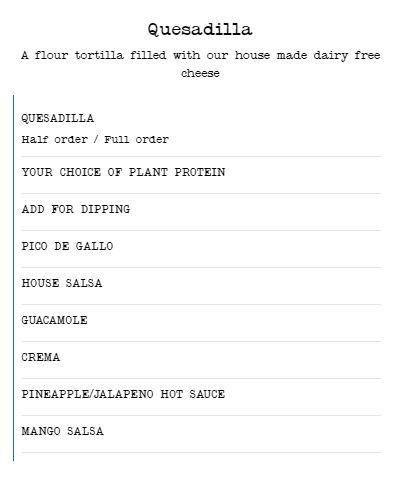 Quesadilla
A flour tortilla filled with our house made dairy free
cheese
QUESADILLA
Half order / Full order
YOUR CHOICE OF PLANT PROTEIN
ADD FOR DIPPING
PICO DE GALLO
HOUSE SALSA
GUACAMOLE
CREMA
PINEAPPLE/JALAPENO HOT SAUCE
MANGO SALSA